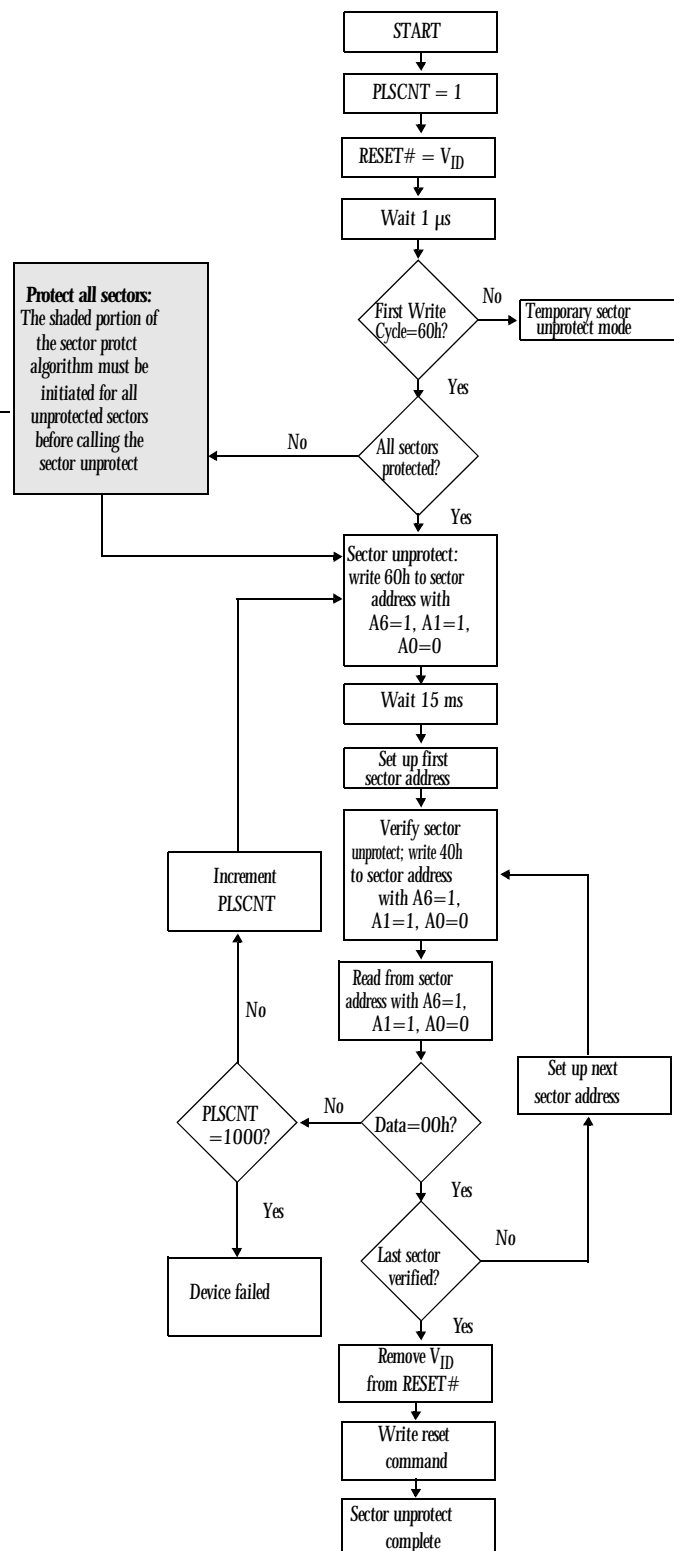 START
PLSCNT = 1
RESET# = VID
Wait 1 µs
First Write
Cycle=60h?
No
Temporary sector
unprotect mode
Yes
Protect all sectors:
The shaded portion of
the sector protct
algorithm must be
initiated for all
unprotected sectors
before calling the
sector unprotect
No
All sectors
protected?
Yes
Sector unprotect:
write 60h to sector
address with
A6=1, A1=1,
A0=0
Wait 15 ms
Set up first
sector address
Verify sector
unprotect; write 40h
to sector address
with A6=1,
A1=1, A0=0
Increment
PLSCNT
Read from sector
address with A6=1,
A1=1, A0=0
No
Set up next
sector address
PLSCNT
=1000?
No
Data=00h?
Yes
Yes
Device failed
Last sector
verified?
No
Yes
Remove VID
from RESET#
Write reset
command
Sector unprotect
complete